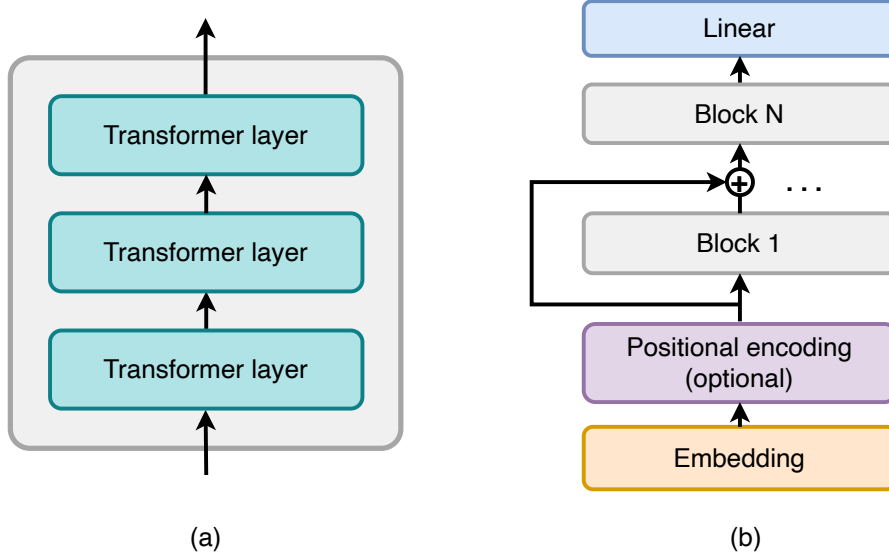 Transformer layer
Transformer layer
Transformer layer
(a)
Linear
Block N
. . .
Block 1
Positional encoding
(optional)
Embedding
(b)